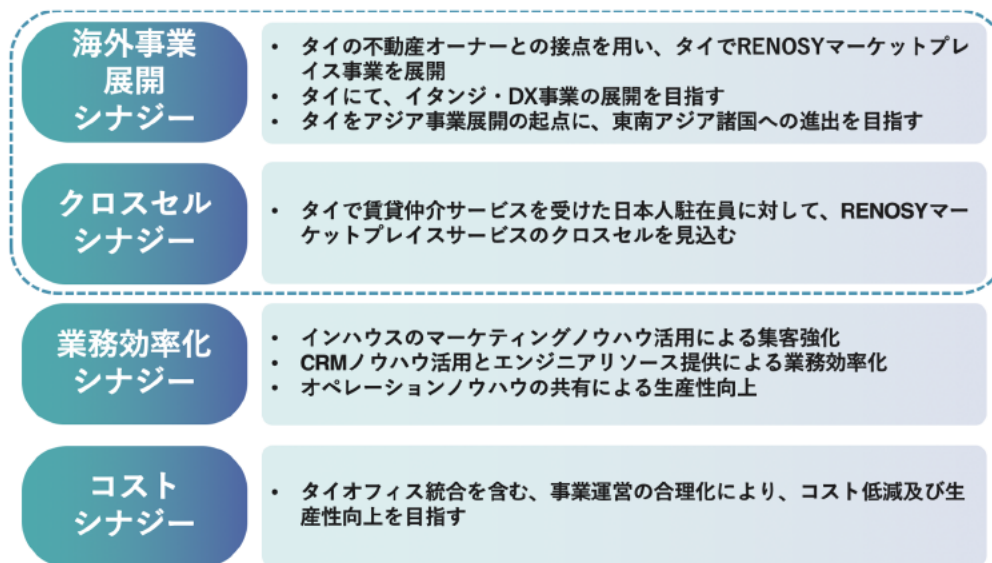 海外事業
展開
シナジー
• タイの不動産オーナーとの接点を用い、タイでRENOSYマーケットプレ
イス事業を展開
• タイにて、イタンジ・DX事業の展開を目指す
• タイをアジア事業展開の起点に、東南アジア諸国への進出を目指す
クロスセル
シナジー
• タイで賃貸仲介サービスを受けた日本人駐在員に対して、RENOSYマー
ケットプレイスサービスのクロスセルを見込む
業務効率化
シナジー
• インハウスのマーケティングノウハウ活用による集客強化
• CRMノウハウ活用とエンジニアリソース提供による業務効率化
• オペレーションノウハウの共有による生産性向上
コスト
シナジー
• タイオフィス統合を含む、事業運営の合理化により、コスト低減及び生
産性向上を目指す